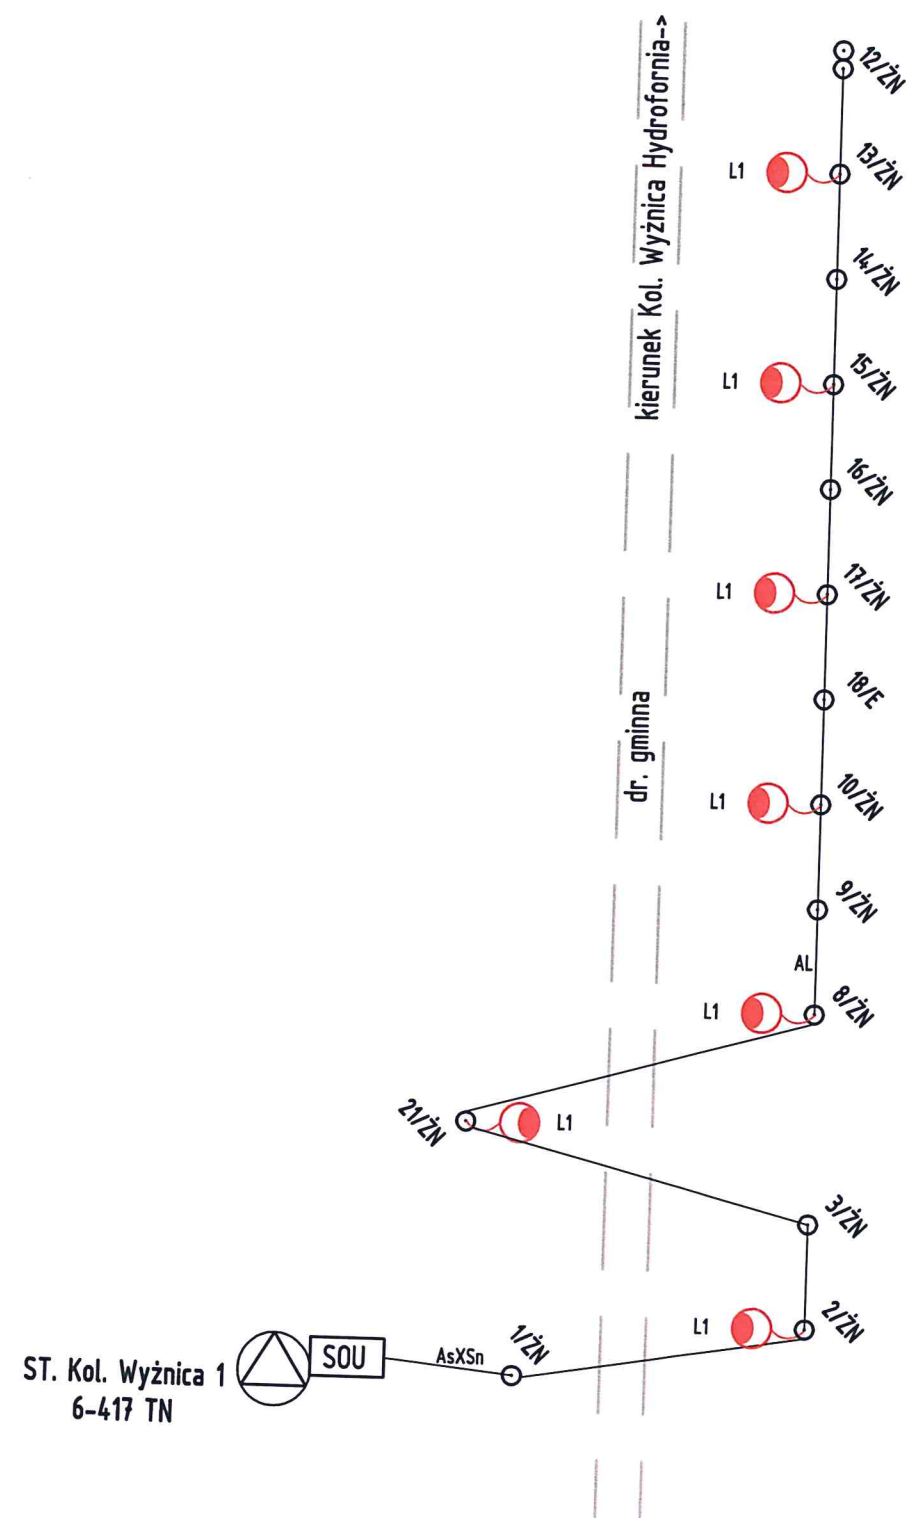 12/ŻN
kierunek Kol. Wyżnica Hydrofornia-->
13/ŻN
L1
14/ŻN
15/ŻN
L1
16/ŻN
17/ŻN
L1
18/E
dr. gminna
10/ŻN
L1
9/ŻN
AL
8/ŻN
L1
21/ŻN
L1
3/ŻN
2/ŻN
L1
1/ŻN
AsXSn
SOU
ST. Kol. Wyżnica 1
6-417 TN